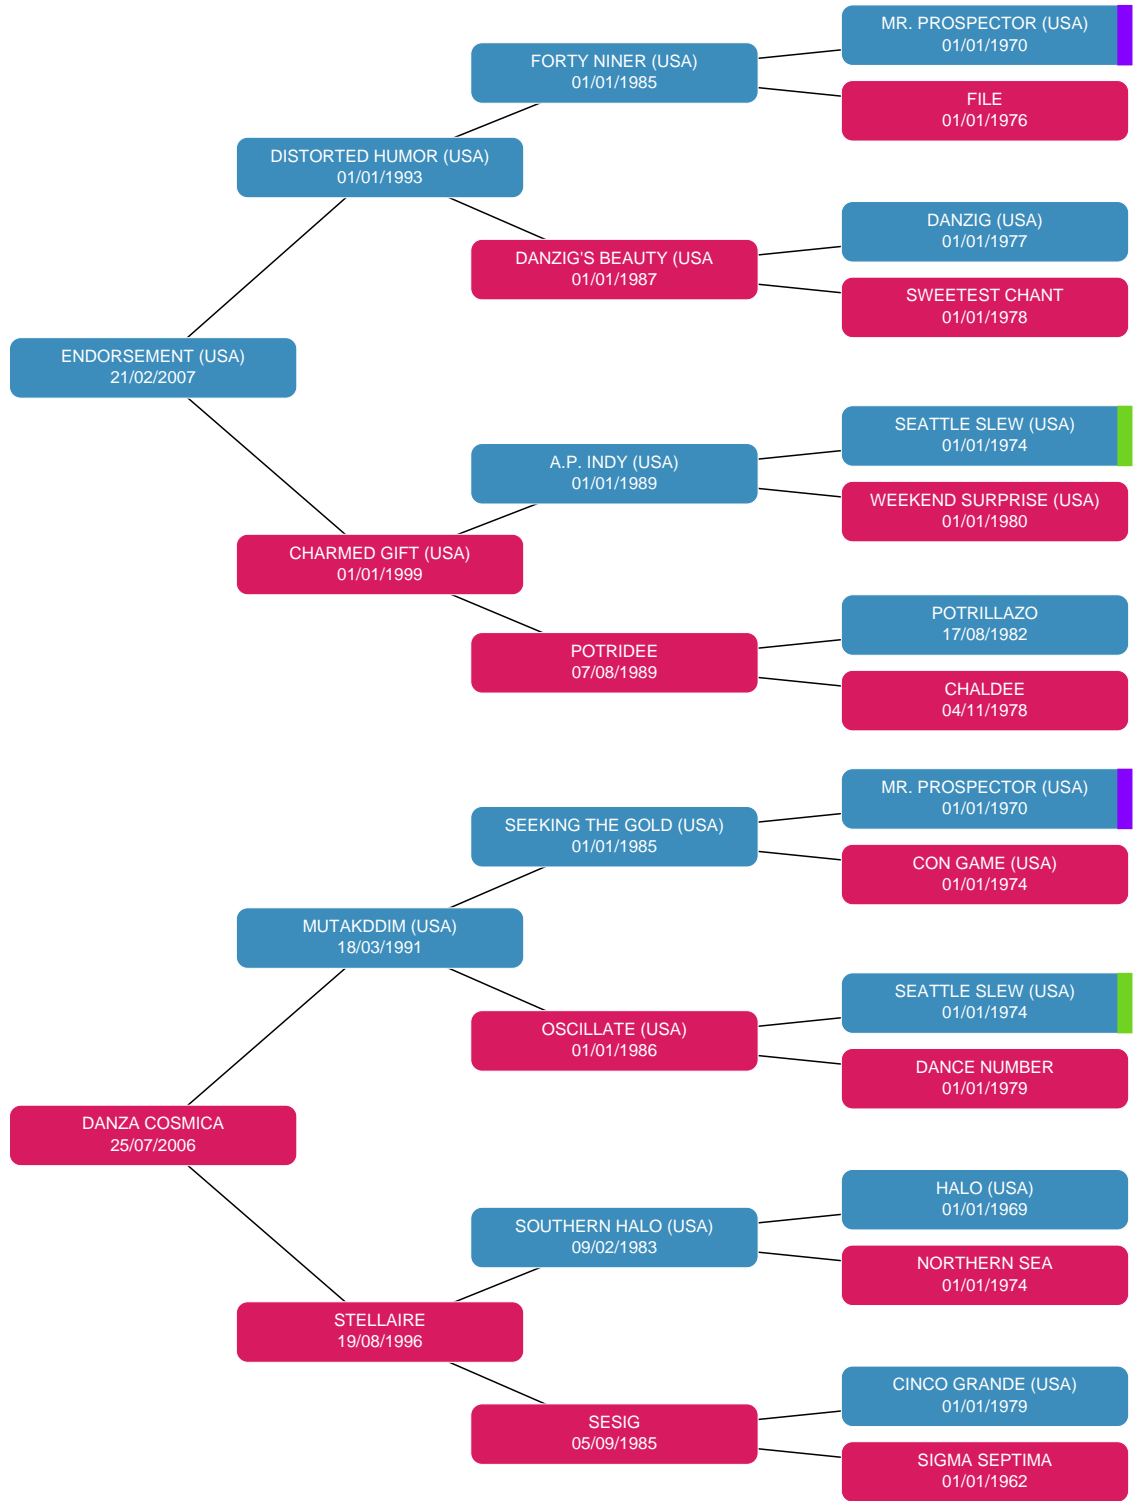 MR. PROSPECTOR (USA)
01/01/1970
FORTY NINER (USA)
01/01/1985
FILE
01/01/1976
DISTORTED HUMOR (USA)
01/01/1993
DANZIG (USA)
01/01/1977
DANZIG'S BEAUTY (USA
01/01/1987
SWEETEST CHANT
01/01/1978
ENDORSEMENT (USA)
21/02/2007
SEATTLE SLEW (USA)
01/01/1974
A.P. INDY (USA)
01/01/1989
WEEKEND SURPRISE (USA)
01/01/1980
CHARMED GIFT (USA)
01/01/1999
POTRILLAZO
17/08/1982
POTRIDEE
07/08/1989
CHALDEE
04/11/1978
MR. PROSPECTOR (USA)
01/01/1970
SEEKING THE GOLD (USA)
01/01/1985
CON GAME (USA)
01/01/1974
MUTAKDDIM (USA)
18/03/1991
SEATTLE SLEW (USA)
01/01/1974
OSCILLATE (USA)
01/01/1986
DANCE NUMBER
01/01/1979
DANZA COSMICA
25/07/2006
HALO (USA)
01/01/1969
SOUTHERN HALO (USA)
09/02/1983
NORTHERN SEA
01/01/1974
STELLAIRE
19/08/1996
CINCO GRANDE (USA)
01/01/1979
SESIG
05/09/1985
SIGMA SEPTIMA
01/01/1962